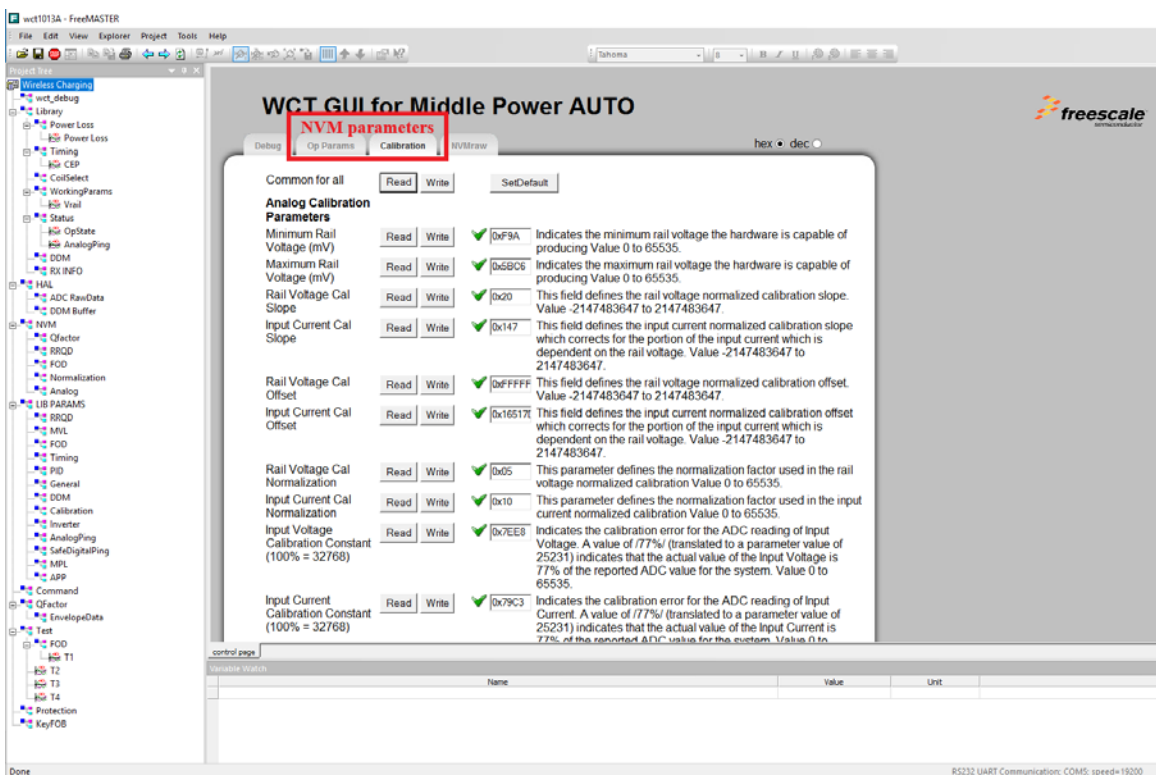 wct1013A - FreeMASTER
File Edit View Explorer Project Tools Help
Tahoma 8 B I U
Project Tree
Wireless Charging
wct_debug
Library
Power Loss
Power Loss
Timing
CEP
CoilSelect
WorkingParams
Vrail
Status
OpState
AnalogPing
DDM
RX INFO
HAL
ADC RawData
DDM Buffer
NVM
Qfactor
RRQD
FOD
Normalization
Analog
LIB PARAMS
RRQD
MVL
FOD
Timing
PID
General
DDM
Calibration
Inverter
AnalogPing
SafeDigitalPing
MPL
APP
Command
QFactor
EnvelopeData
Test
FOD
T1
T2
T3
T4
Protection
KeyFOB
WCT GUI for Middle Power AUTO
freescale
semiconductor
NVM parameters
Debug Op Params Calibration NVMraw
hex dec
Common for all Read Write SetDefault
Analog Calibration
Parameters
Minimum Rail
Voltage (mV)
Read Write 0xF9A
Indicates the minimum rail voltage the hardware is capable of
producing Value 0 to 65535.
Maximum Rail
Voltage (mV)
Read Write 0x5BC6
Indicates the maximum rail voltage the hardware is capable of
producing Value 0 to 65535.
Rail Voltage Cal
Slope
Read Write 0x20
This field defines the rail voltage normalized calibration slope.
Value -2147483647 to 2147483647.
Input Current Cal
Slope
Read Write 0x147
This field defines the input current normalized calibration slope
which corrects for the portion of the input current which is
dependent on the rail voltage. Value -2147483647 to
2147483647.
Rail Voltage Cal
Offset
Read Write 0xFFFFF
This field defines the rail voltage normalized calibration offset.
Value -2147483647 to 2147483647.
Input Current Cal
Offset
Read Write
This field defines the input current normalized calibration offset
which corrects for the portion of the input current which is
dependent on the rail voltage. Value -2147483647 to
2147483647.
Rail Voltage Cal
Normalization
Read Write 0x05
This parameter defines the normalization factor used in the rail
voltage normalized calibration Value 0 to 65535.
Input Current Cal
Normalization
Read Write 0x10
This parameter defines the normalization factor used in the input
current normalized calibration Value 0 to 65535.
Input Voltage
Calibration Constant
(100% = 32768)
Read Write 0x7EE8
Indicates the calibration error for the ADC reading of Input
Voltage. A value of /77%/ (translated to a parameter value of
25231) indicates that the actual value of the Input Voltage is
77% of the reported ADC value for the system. Value 0 to
65535.
Input Current
Calibration Constant
(100% = 32768)
Read Write 0x79C3
Indicates the calibration error for the ADC reading of Input
Current. A value of /77%/ (translated to a parameter value of
25231) indicates that the actual value of the Input Current is
77% of the reported ADC value for the system. Value 0 to
control page
Variable Watch
Name Value Unit
Done
RS232 UART Communication: COM5: speed=19200